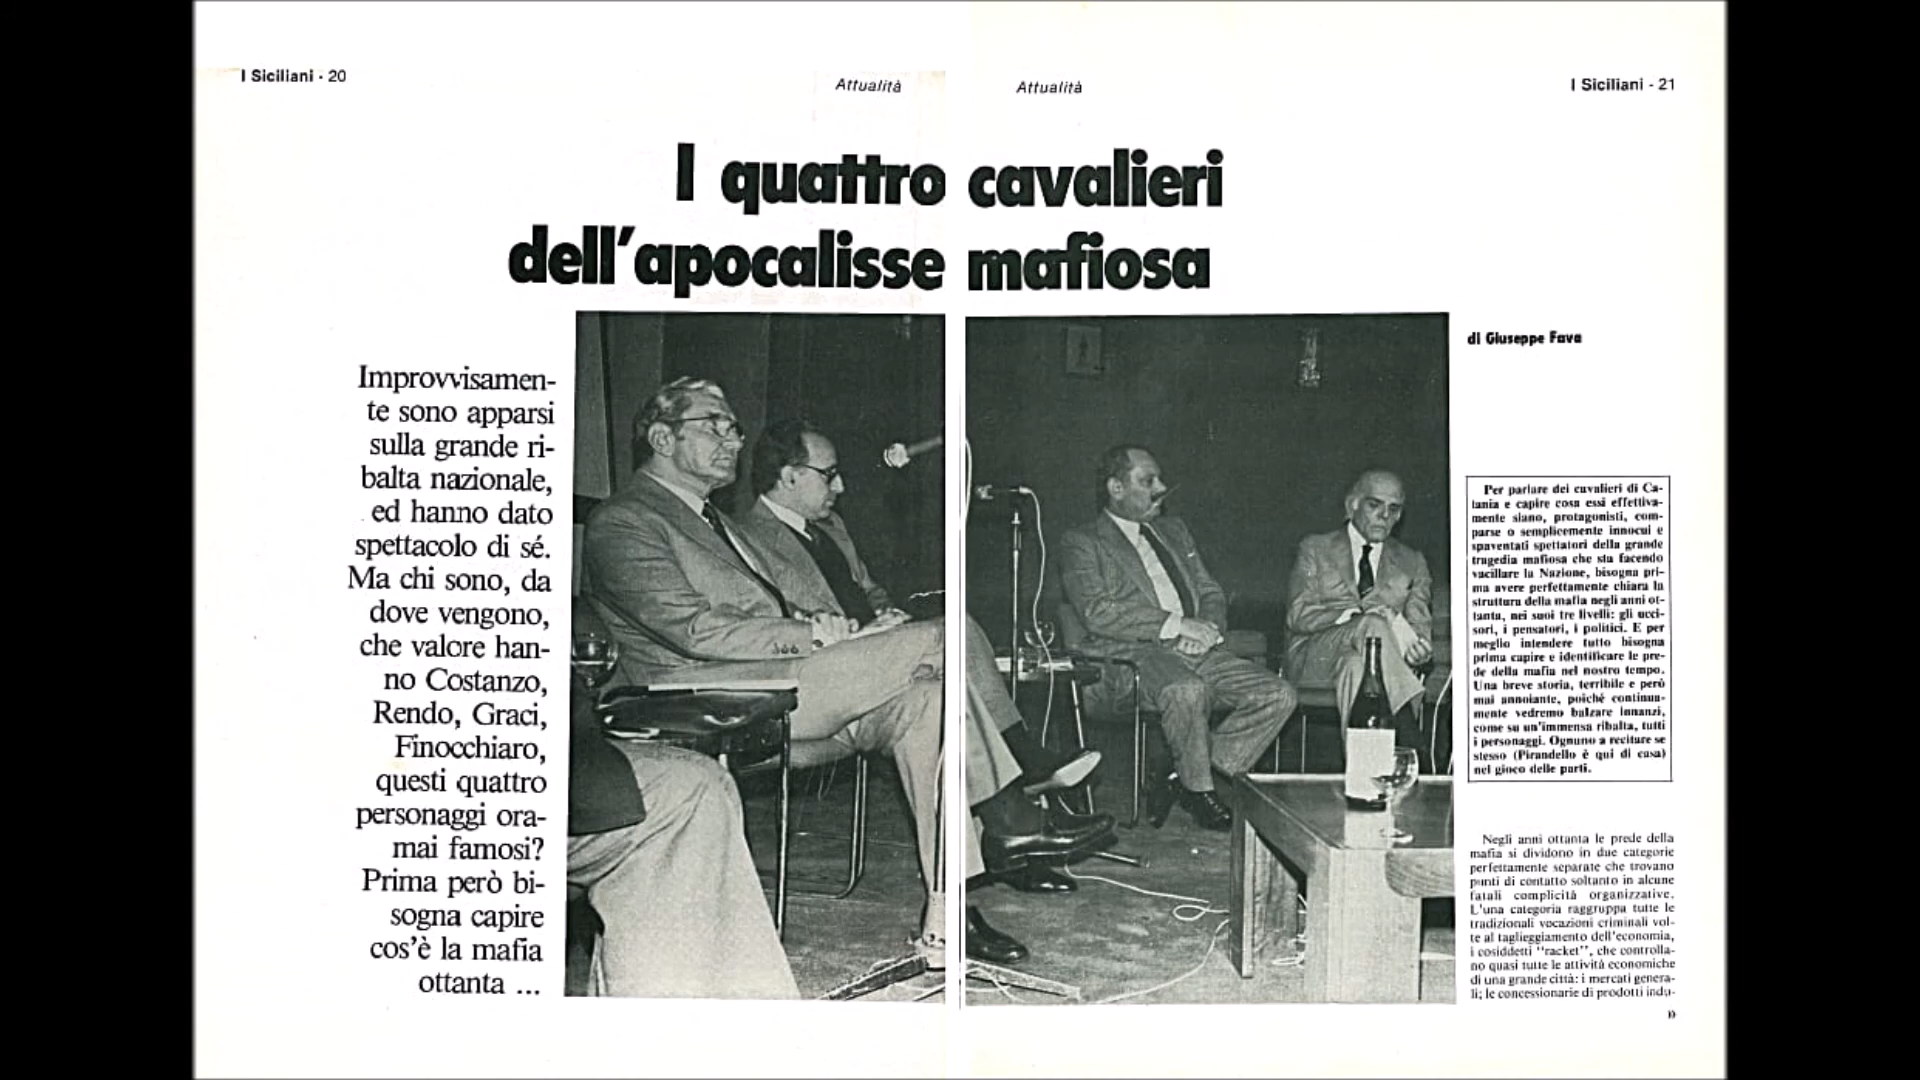 I Siciliani - 20
Attualità
Attualità
I Siciliani - 21
I quattro cavalieri
dell'apocalisse mafiosa
Improvvisamen-
te sono apparsi
sulla grande ri-
balta nazionale,
ed hanno dato
spettacolo di sé.
Ma chi sono, da
dove vengono,
che valore han-
no Costanzo,
Rendo, Graci,
Finocchiaro,
questi quattro
personaggi ora-
mai famosi?
Prima però bi-
sogna capire
cos'è la mafia
ottanta ...
di Giuseppe Fava
Per parlare dei cavalieri di Ca-
tania e capire cosa essi effettiva-
mente siano, protagonisti, com-
parse o semplicemente innocui e
spaventati spettatori della grande
tragedia mafiosa che sta facendo
vacillare la Nazione, bisogna pri-
ma avere perfettamente chiara la
struttura della mafia negli anni ot-
tanta, nei suoi tre livelli: gli ucci-
sori, i pensatori, i politici. E per
meglio intendere tutto bisogna
prima capire e identificare le pre-
de della mafia nel nostro tempo.
Una breve storia, terribile e però
mai annoiante, poiché continua-
mente vedremo balzare innanzi,
come su un'immensa ribalta, tutti
i personaggi. Ognuno a recitare se
stesso (Pirandello è qui di casa)
nel gioco delle parti.
Negli anni ottanta le prede della
mafia si dividono in due categorie
perfettamente separate che trovano
punti di contatto soltanto in alcune
fatali complicità organizzative.
L'una categoria raggruppa tutte le
tradizionali vocazioni criminali vol-
te al taglieggiamento dell'economia,
i cosiddetti "racket", che controlla-
no quasi tutte le attività economiche
di una grande città: i mercati genera-
li; le concessionarie di prodotti indu-
»